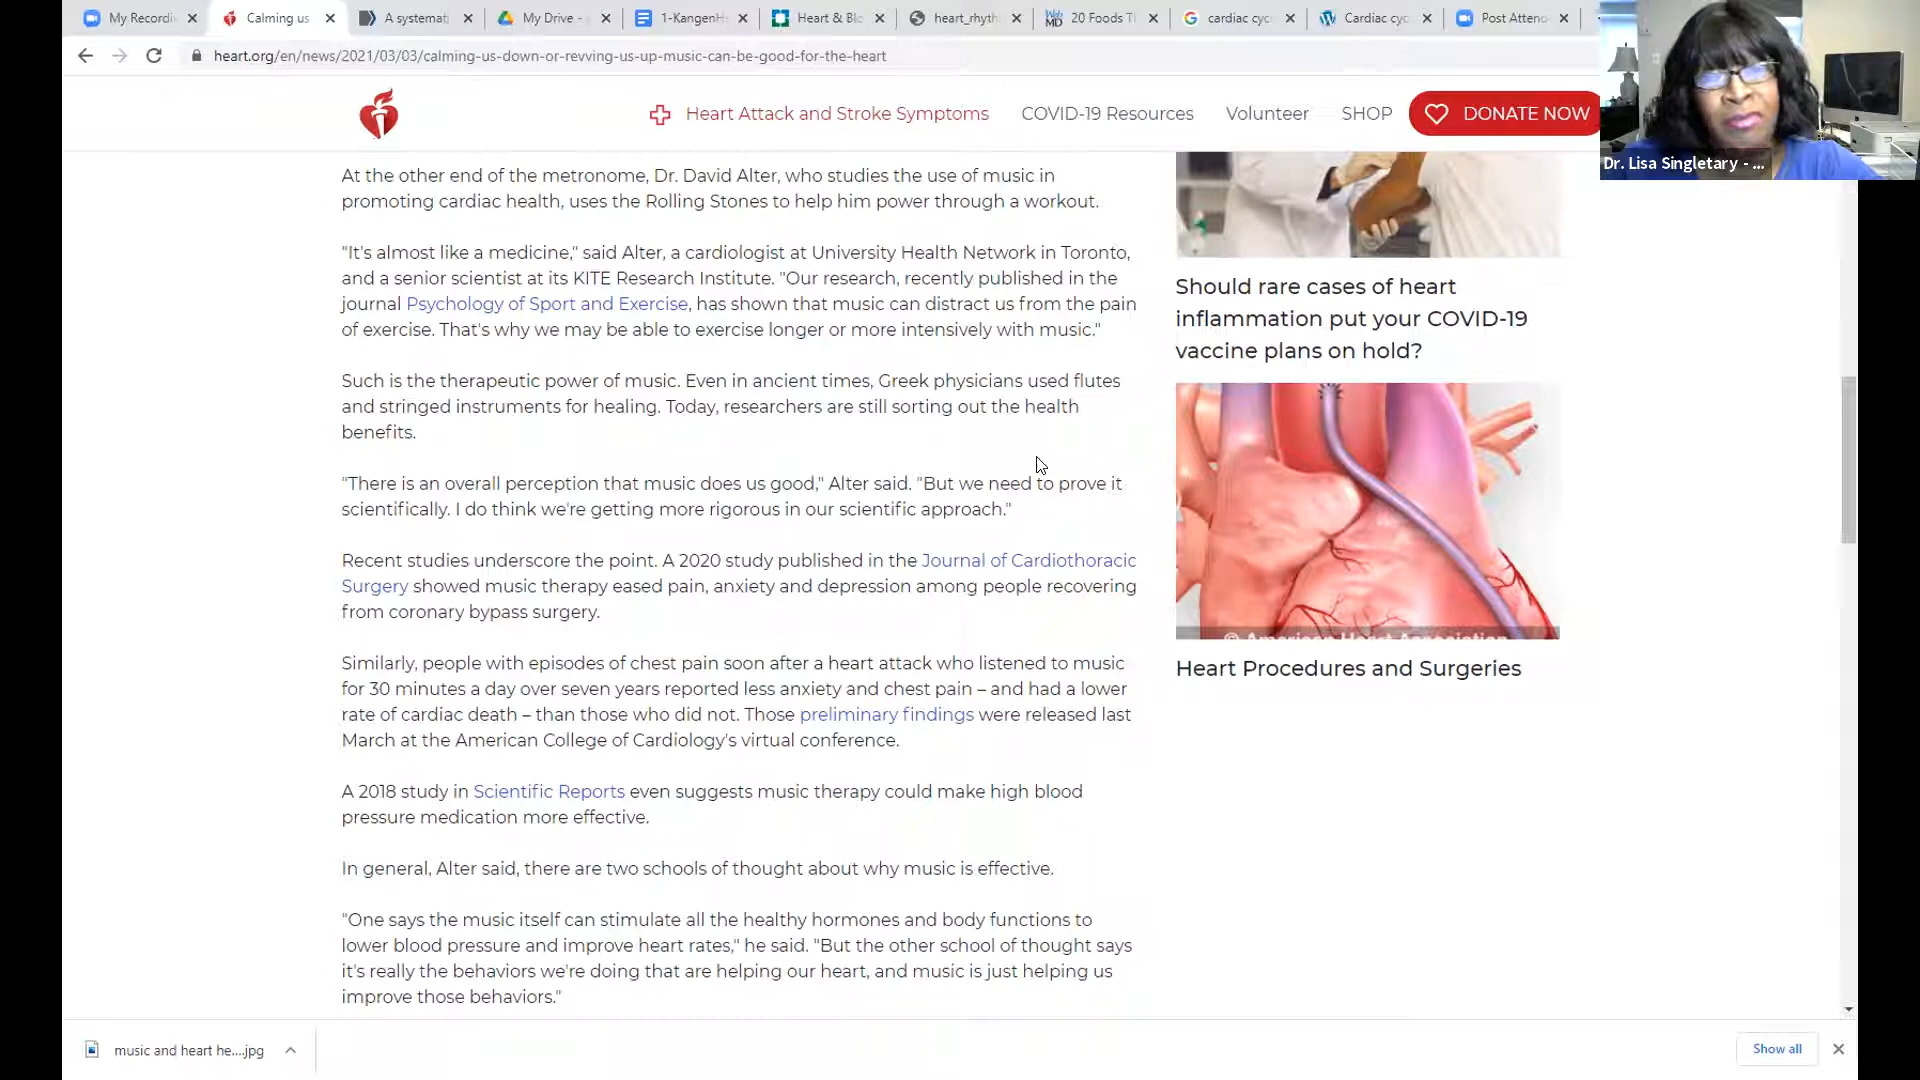 My Recordi
Calming us
A systemat
My Drive -
1-KangenH
Heart & Blo
heart_rhyth
20 Foods Th
cardiac cyc
Cardiac cyc
Post Atteno
heart.org/en/news/2021/03/03/calming-us-down-or-revving-us-up-music-can-be-good-for-the-heart
Heart Attack and Stroke Symptoms
COVID-19 Resources
Volunteer
SHOP
DONATE NOW
Dr. Lisa Singletary - ...
At the other end of the metronome, Dr. David Alter, who studies the use of music in
promoting cardiac health, uses the Rolling Stones to help him power through a workout.
"It's almost like a medicine," said Alter, a cardiologist at University Health Network in Toronto,
and a senior scientist at its KITE Research Institute. "Our research, recently published in the
journal Psychology of Sport and Exercise, has shown that music can distract us from the pain
of exercise. That's why we may be able to exercise longer or more intensively with music."
Such is the therapeutic power of music. Even in ancient times, Greek physicians used flutes
and stringed instruments for healing. Today, researchers are still sorting out the health
benefits.
"There is an overall perception that music does us good," Alter said. "But we need to prove it
scientifically. I do think we're getting more rigorous in our scientific approach."
Recent studies underscore the point. A 2020 study published in the Journal of Cardiothoracic
Surgery showed music therapy eased pain, anxiety and depression among people recovering
from coronary bypass surgery.
Similarly, people with episodes of chest pain soon after a heart attack who listened to music
for 30 minutes a day over seven years reported less anxiety and chest pain – and had a lower
rate of cardiac death – than those who did not. Those preliminary findings were released last
March at the American College of Cardiology's virtual conference.
A 2018 study in Scientific Reports even suggests music therapy could make high blood
pressure medication more effective.
In general, Alter said, there are two schools of thought about why music is effective.
"One says the music itself can stimulate all the healthy hormones and body functions to
lower blood pressure and improve heart rates," he said. "But the other school of thought says
it's really the behaviors we're doing that are helping our heart, and music is just helping us
improve those behaviors."
Should rare cases of heart
inflammation put your COVID-19
vaccine plans on hold?
© American Heart Association
Heart Procedures and Surgeries
music and heart he....jpg
Show all